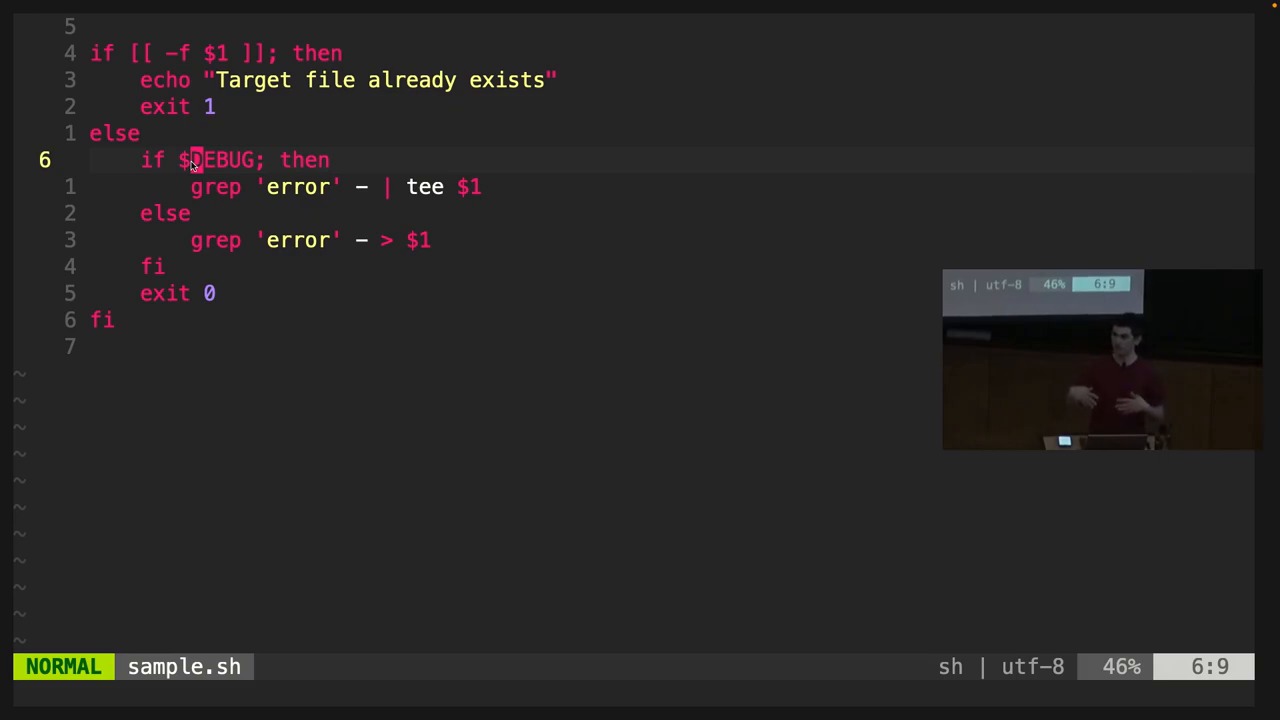 5
4 if [[ -f $1 ]]; then
3     echo "Target file already exists"
2     exit 1
1 else
6     if $DEBUG; then
1         grep 'error' - | tee $1
2     else
3         grep 'error' - > $1
4     fi
5     exit 0
6 fi
7
~
~
~
~
~
~
~
~
~
~
~
sh | utf-8 46% 6:9
NORMAL sample.sh sh | utf-8 46% 6:9